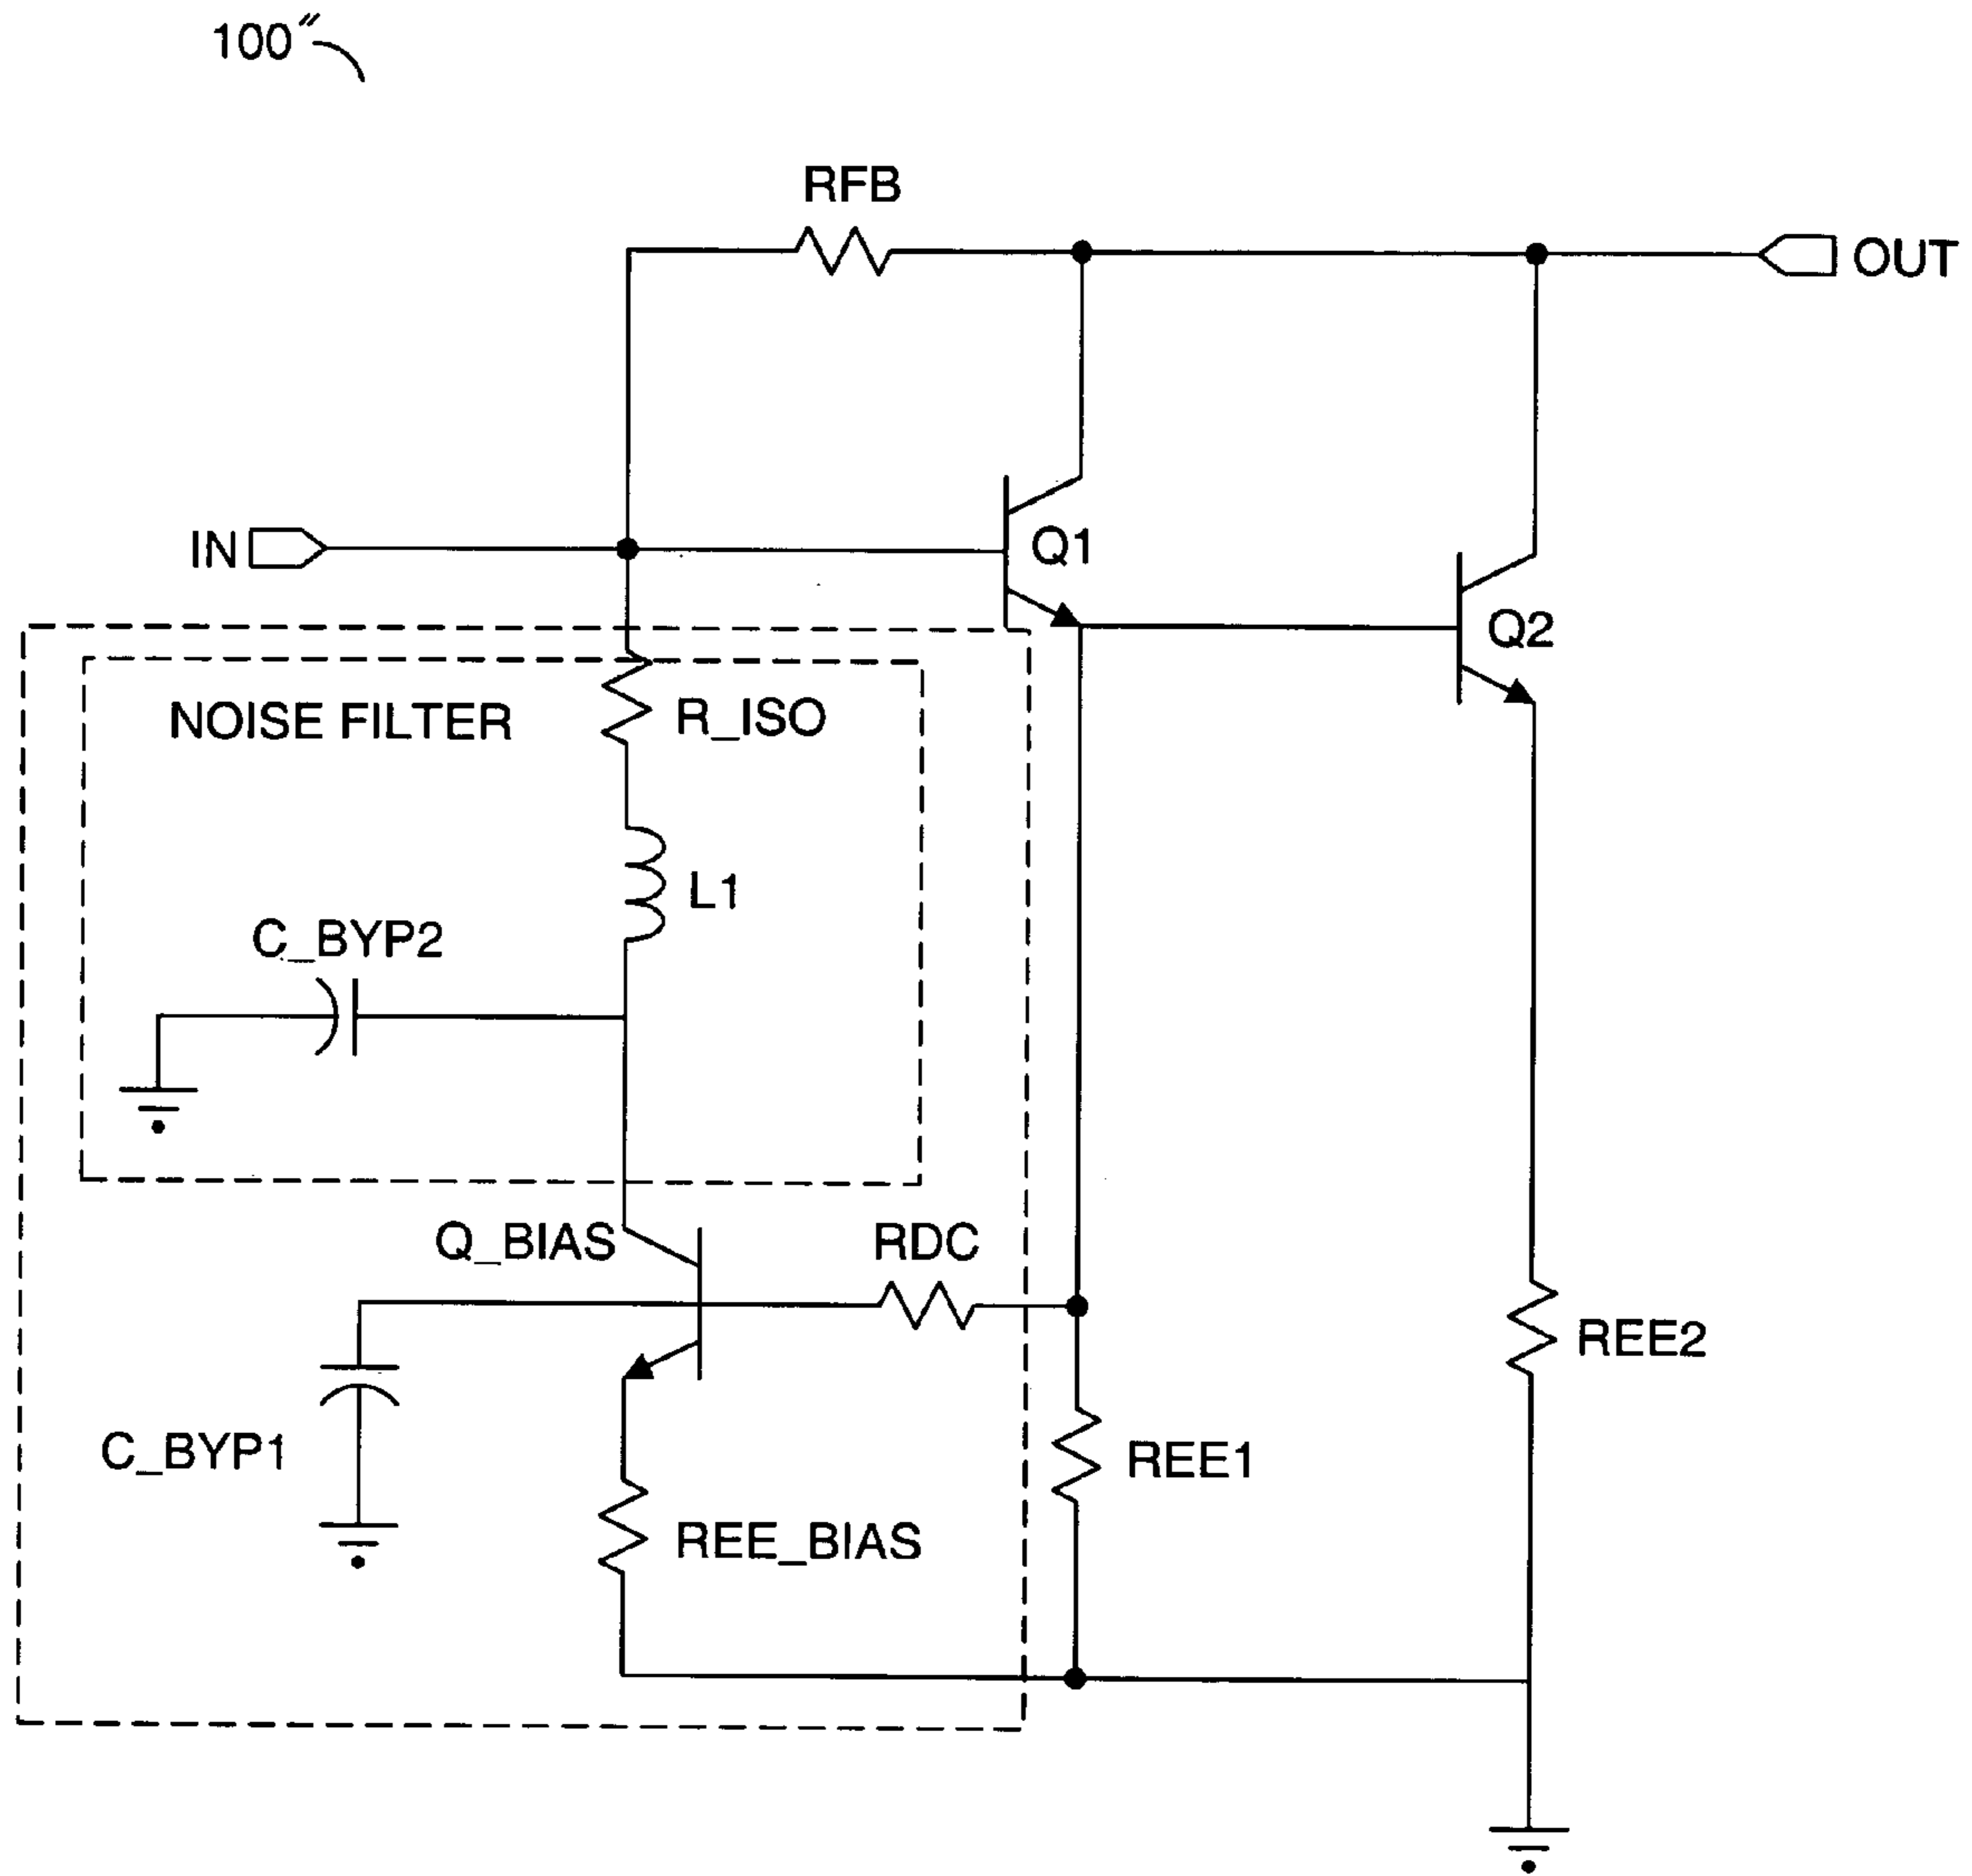 100″
RFB
OUT
IN
Q1
Q2
NOISE FILTER
R_ISO
L1
C_BYP2
Q_BIAS
RDC
REE2
C_BYP1
REE1
REE_BIAS